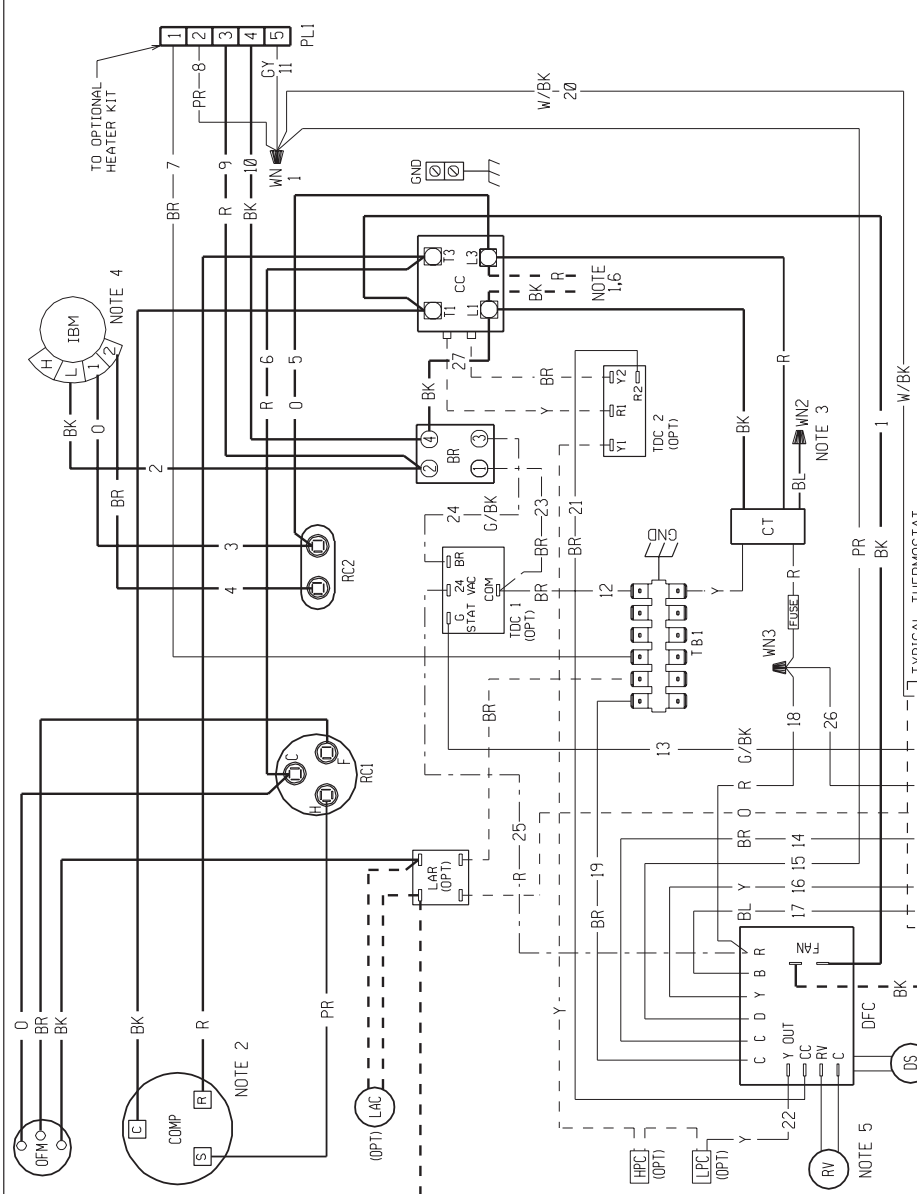 TO OPTIONAL
HEATER KIT
1
2
3
4
5
PL1
PR
8
GY
11
BR
7
R
9
BK
10
WN
1
W/BK
20
GND
IBM
H
L
1
2
NOTE 4
BK
O
BR
2
3
4
R
6
O
5
T3
L3
CC
T1
L1
R
BK
NOTE
1,6
BK
27
Y
BR
4
2
BR
3
1
Y2
R2
R1
Y1
TDC 2
(OPT)
BK
R
W/BK
WN2
NOTE 3
BL
1
24
G/BK
23
BR
21
BR
CT
GND
RC2
BR
24
VAC
COM
G
STAT
TDC 1
(OPT)
BR
12
Y
R
FUSE
PR
BK
TYPICAL THERMOSTAT
TB1
WN3
18
26
BR
13
G/BK
C
F
H
RC1
R
O
BR
14
15
Y
16
BL
17
25
R
19
BR
LAR
(OPT)
O
BR
BK
BK
R
PR
NOTE 2
OFM
COMP
C
R
S
(OPT)
LAC
Y
R
B
Y
D
C
C
FAN
DFC
BK
Y OUT
CC
RV
C
DS
22
Y
HPC
(OPT)
LPC
(OPT)
RV
NOTE 5